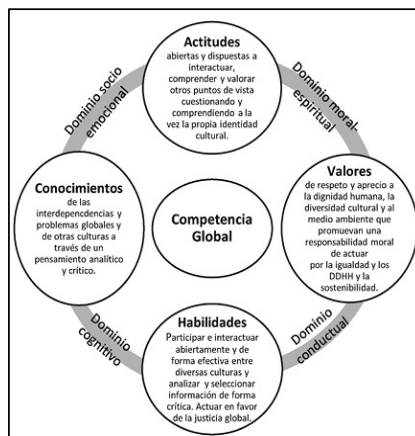 Actitudes
abiertas y dispuestas a
interactuar,
comprender y valorar
otros puntos de vista
cuestionando y
comprendiendo a la
vez la propia identidad
cultural.
Dominio socio
emocional
Dominio moral-
espiritual
Conocimientos
de las
interdependencias y
problemas globales y
de otras culturas a
través de un
pensamiento analítico
y crítico.
Competencia
Global
Valores
de respeto y aprecio a
la dignidad humana, la
diversidad cultural y al
medio ambiente que
promuevan una
responsabilidad moral
de actuar
por la igualdad y los
DDHH y la
sostenibilidad.
Dominio
cognitivo
Dominio
conductual
Habilidades
Participar e interactuar
abiertamente y de
forma efectiva entre
diversas culturas y
analizar y seleccionar
información de forma
crítica. Actuar en favor
de la justicia global.